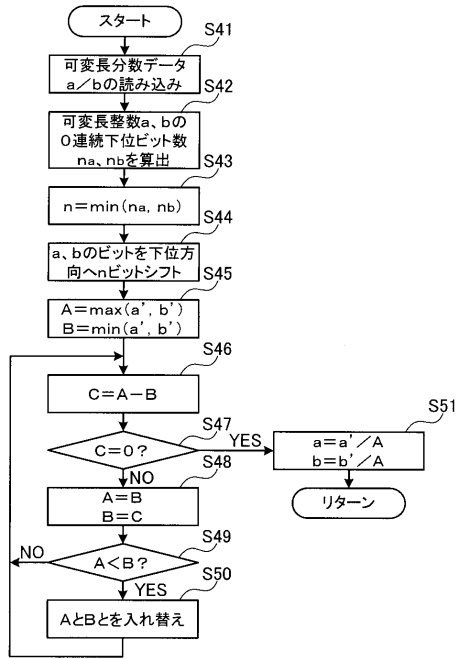 スタート
S41
可変長分数データ
a／bの読み込み
S42
可変長整数a、bの
0連続下位ビット数
na、nbを算出
S43
n＝min(na, nb)
S44
a、bのビットを下位方
向へnビットシフト
S45
A＝max(a', b')
B＝min(a', b')
S46
C＝A－B
S47
C＝0？
YES
S51
a＝a'／A
b＝b'／A
リターン
NO
S48
A＝B
B＝C
S49
A＜B？
NO
YES
S50
AとBとを入れ替え